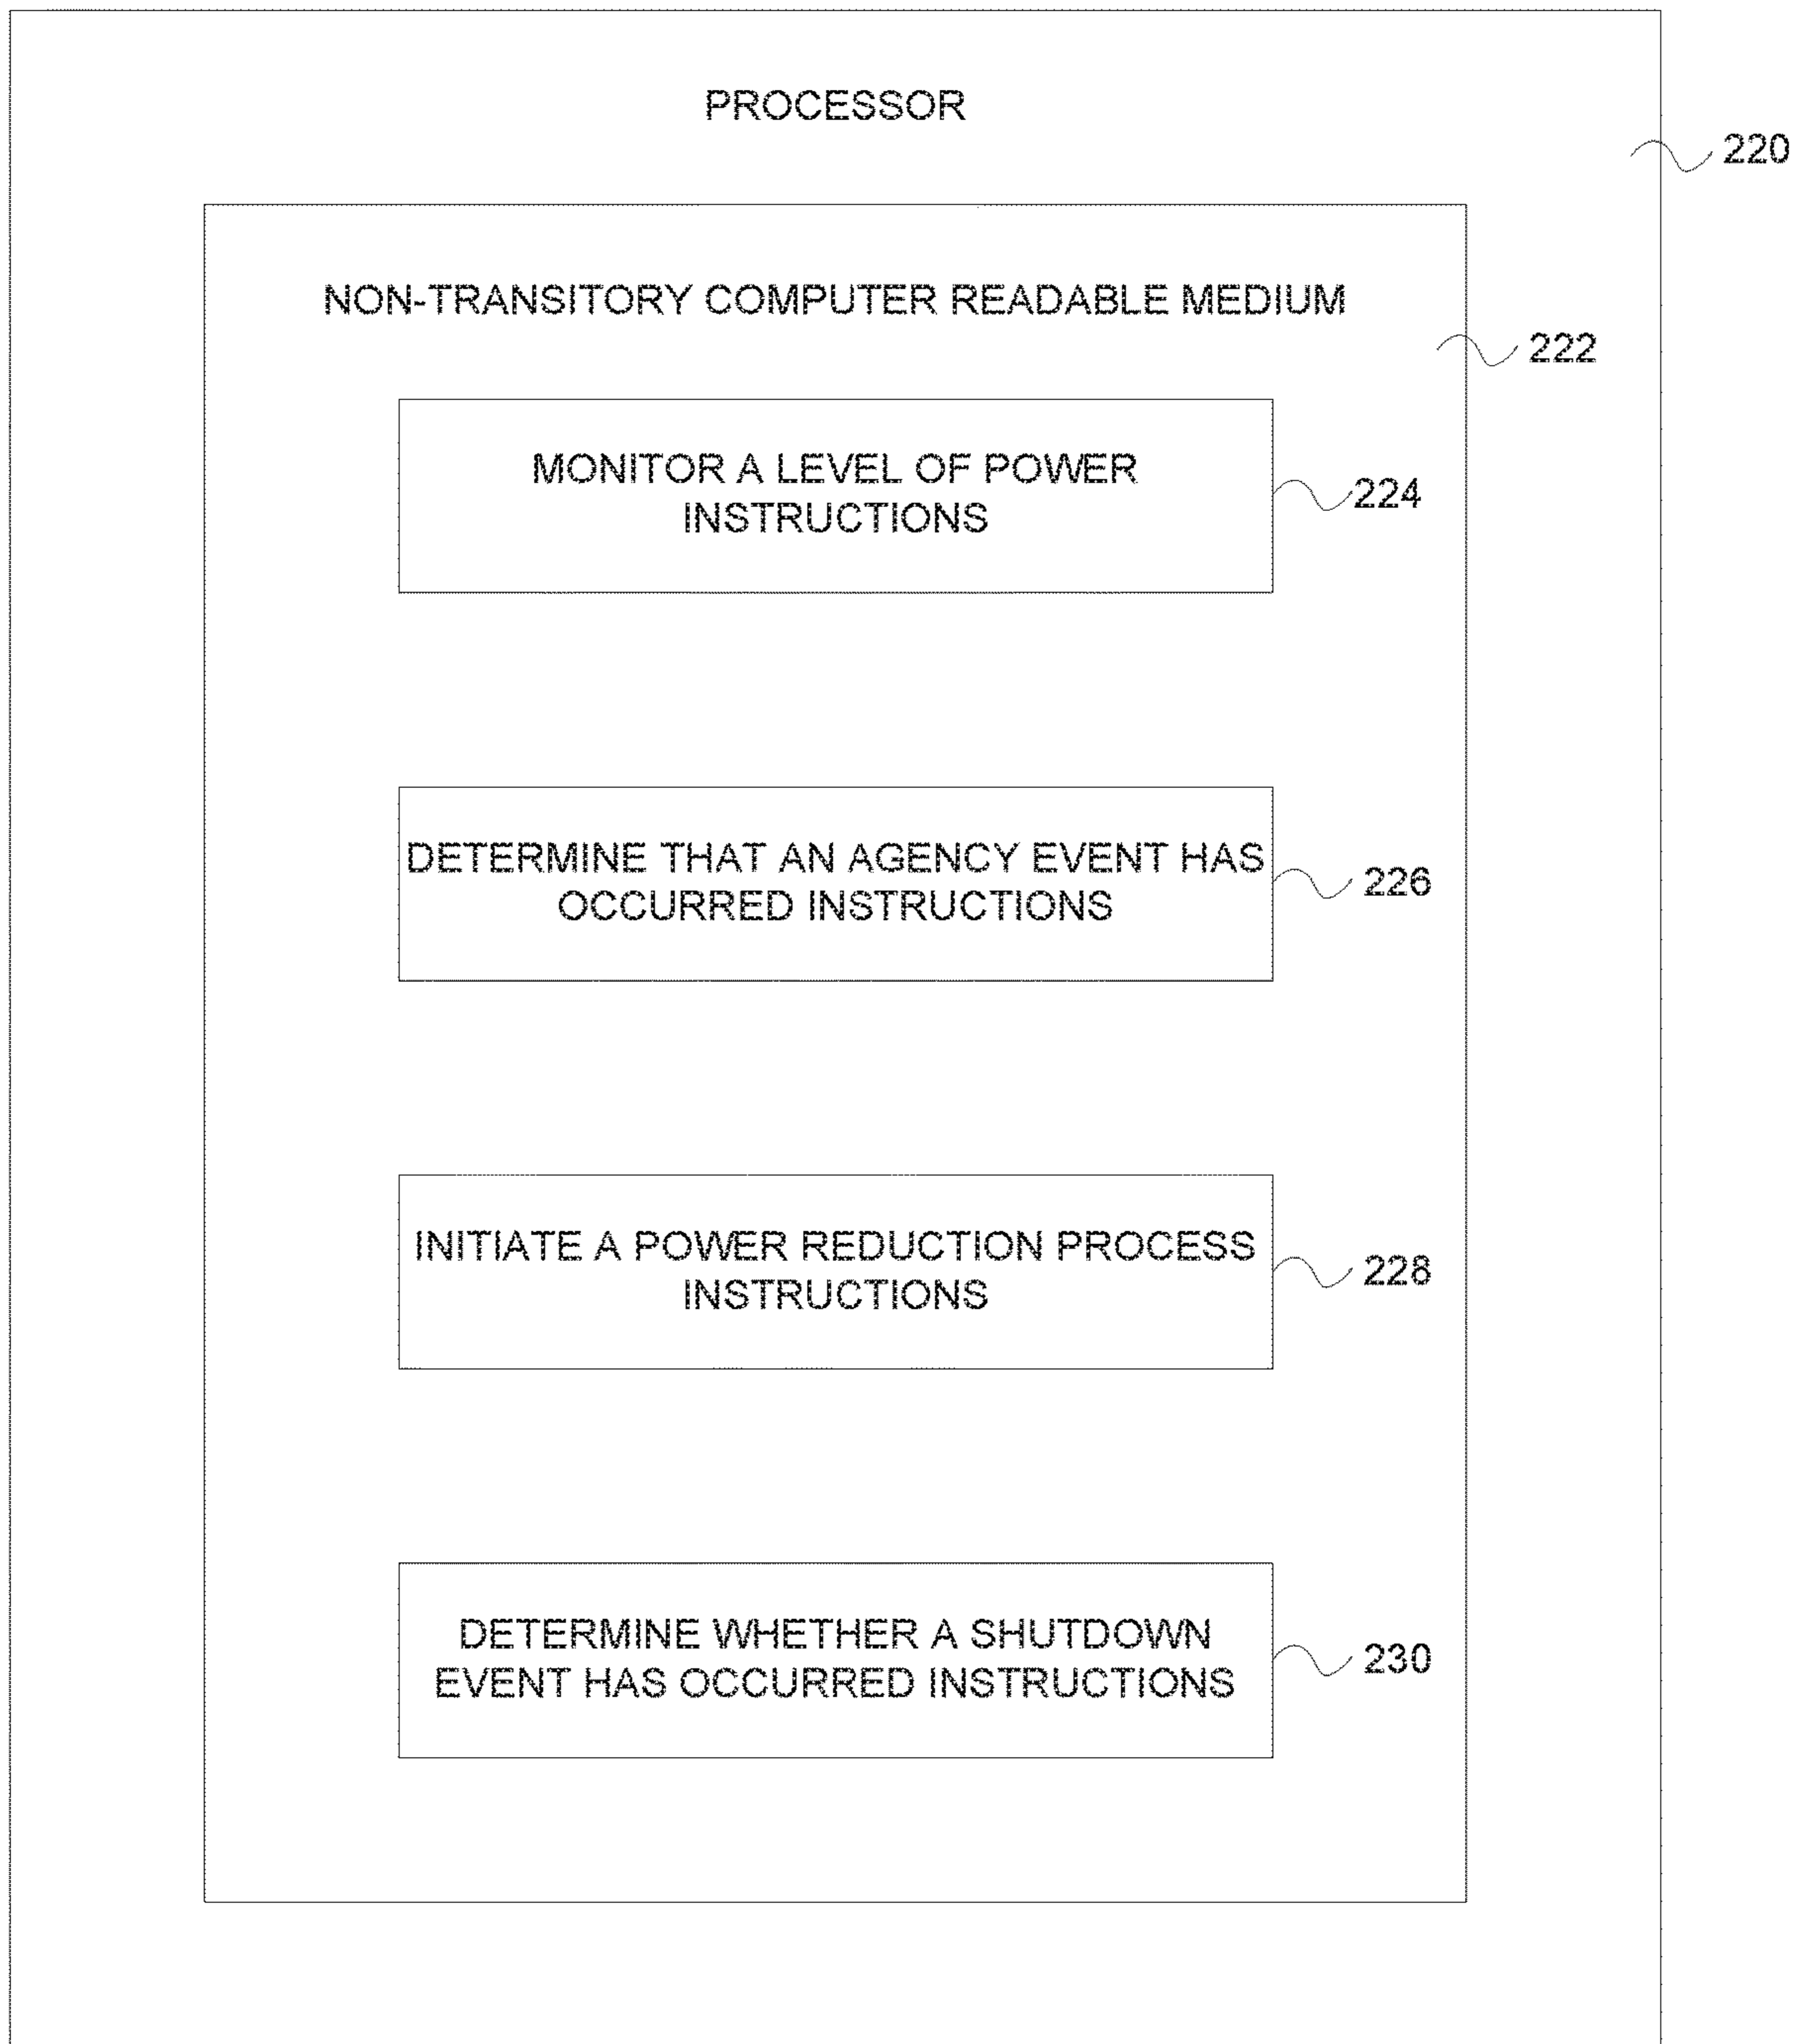 PROCESSOR
220
NON-TRANSITORY COMPUTER READABLE MEDIUM
222
MONITOR A LEVEL OF POWER
INSTRUCTIONS
224
DETERMINE THAT AN AGENCY EVENT HAS
OCCURRED INSTRUCTIONS
226
INITIATE A POWER REDUCTION PROCESS
INSTRUCTIONS
228
DETERMINE WHETHER A SHUTDOWN
EVENT HAS OCCURRED INSTRUCTIONS
230